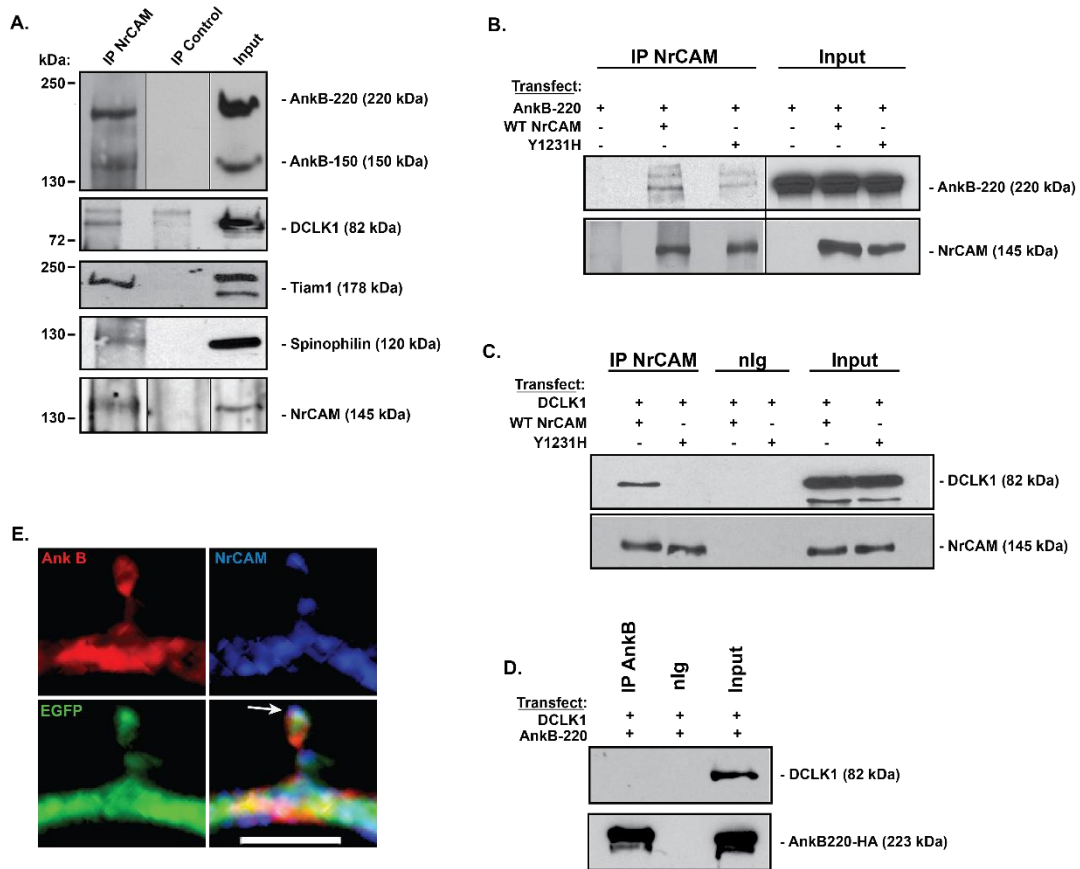 A.
kDa:
IP NrCAM
IP Control
Input
250
- AnkB-220 (220 kDa)
- AnkB-150 (150 kDa)
130
- DCLK1 (82 kDa)
72
250
- Tiam1 (178 kDa)
130
- Spinophilin (120 kDa)
130
- NrCAM (145 kDa)
B.
IP NrCAM Input
Transfect:
AnkB-220 + + + + + +
WT NrCAM - + - - + -
Y1231H - - + - - +
- AnkB-220 (220 kDa)
- NrCAM (145 kDa)
C.
IP NrCAM nIg Input
Transfect:
DCLK1 + + + + + +
WT NrCAM + - + - + -
Y1231H - + - + - +
- DCLK1 (82 kDa)
- NrCAM (145 kDa)
D.
IP AnkB
nIg
Input
Transfect:
DCLK1 + + +
AnkB-220 + + +
- DCLK1 (82 kDa)
- AnkB220-HA (223 kDa)
E.
Ank B
NrCAM
EGFP